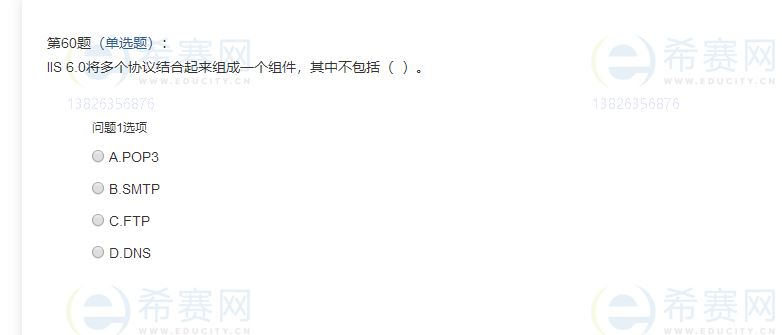 第60题（单选题）：
IIS 6.0将多个协议结合起来组成一个组件，其中不包括（ ）。
希赛网
WWW.EDUCITY.CN
希赛网
WWW.EDUCITY.CN
13826356876
13826356876
问题1选项
A.POP3
B.SMTP
C.FTP
D.DNS
希赛网
WWW.EDUCITY.CN
希赛网
WWW.EDUCITY.CN